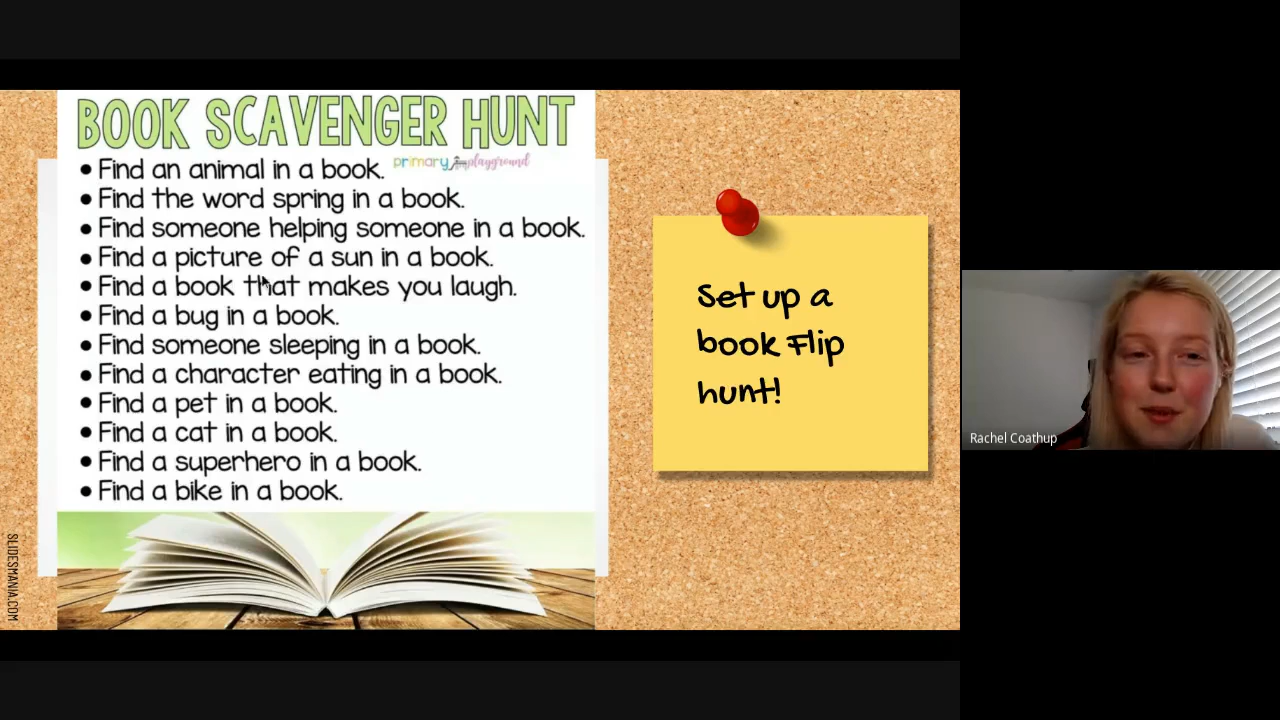 BOOK SCAVENGER HUNT
primary playground
• Find an animal in a book.
• Find the word spring in a book.
• Find someone helping someone in a book.
• Find a picture of a sun in a book.
• Find a book that makes you laugh.
• Find a bug in a book.
• Find someone sleeping in a book.
• Find a character eating in a book.
• Find a pet in a book.
• Find a cat in a book.
• Find a superhero in a book.
• Find a bike in a book.
SLIDESMANIA.COM
Set up a
book Flip
hunt!
Rachel Coathup